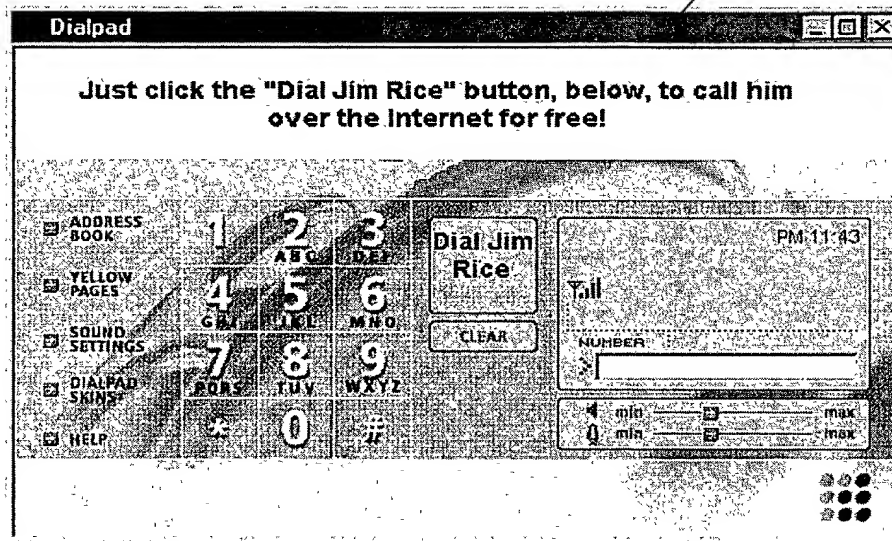 Dialpad
Just click the "Dial Jim Rice" button, below, to call him
over the Internet for free!
ADDRESS
BOOK
YELLOW
PAGES
SOUND
SETTINGS
DIALPAD
SKINS
HELP
1
2
ABC
3
DEF
4
GHI
5
JKL
6
MNO
7
PQRS
8
TUV
9
WXYZ
*
0
#
Dial Jim
Rice
CLEAR
PM 11:43
NUMBER
min max
min max